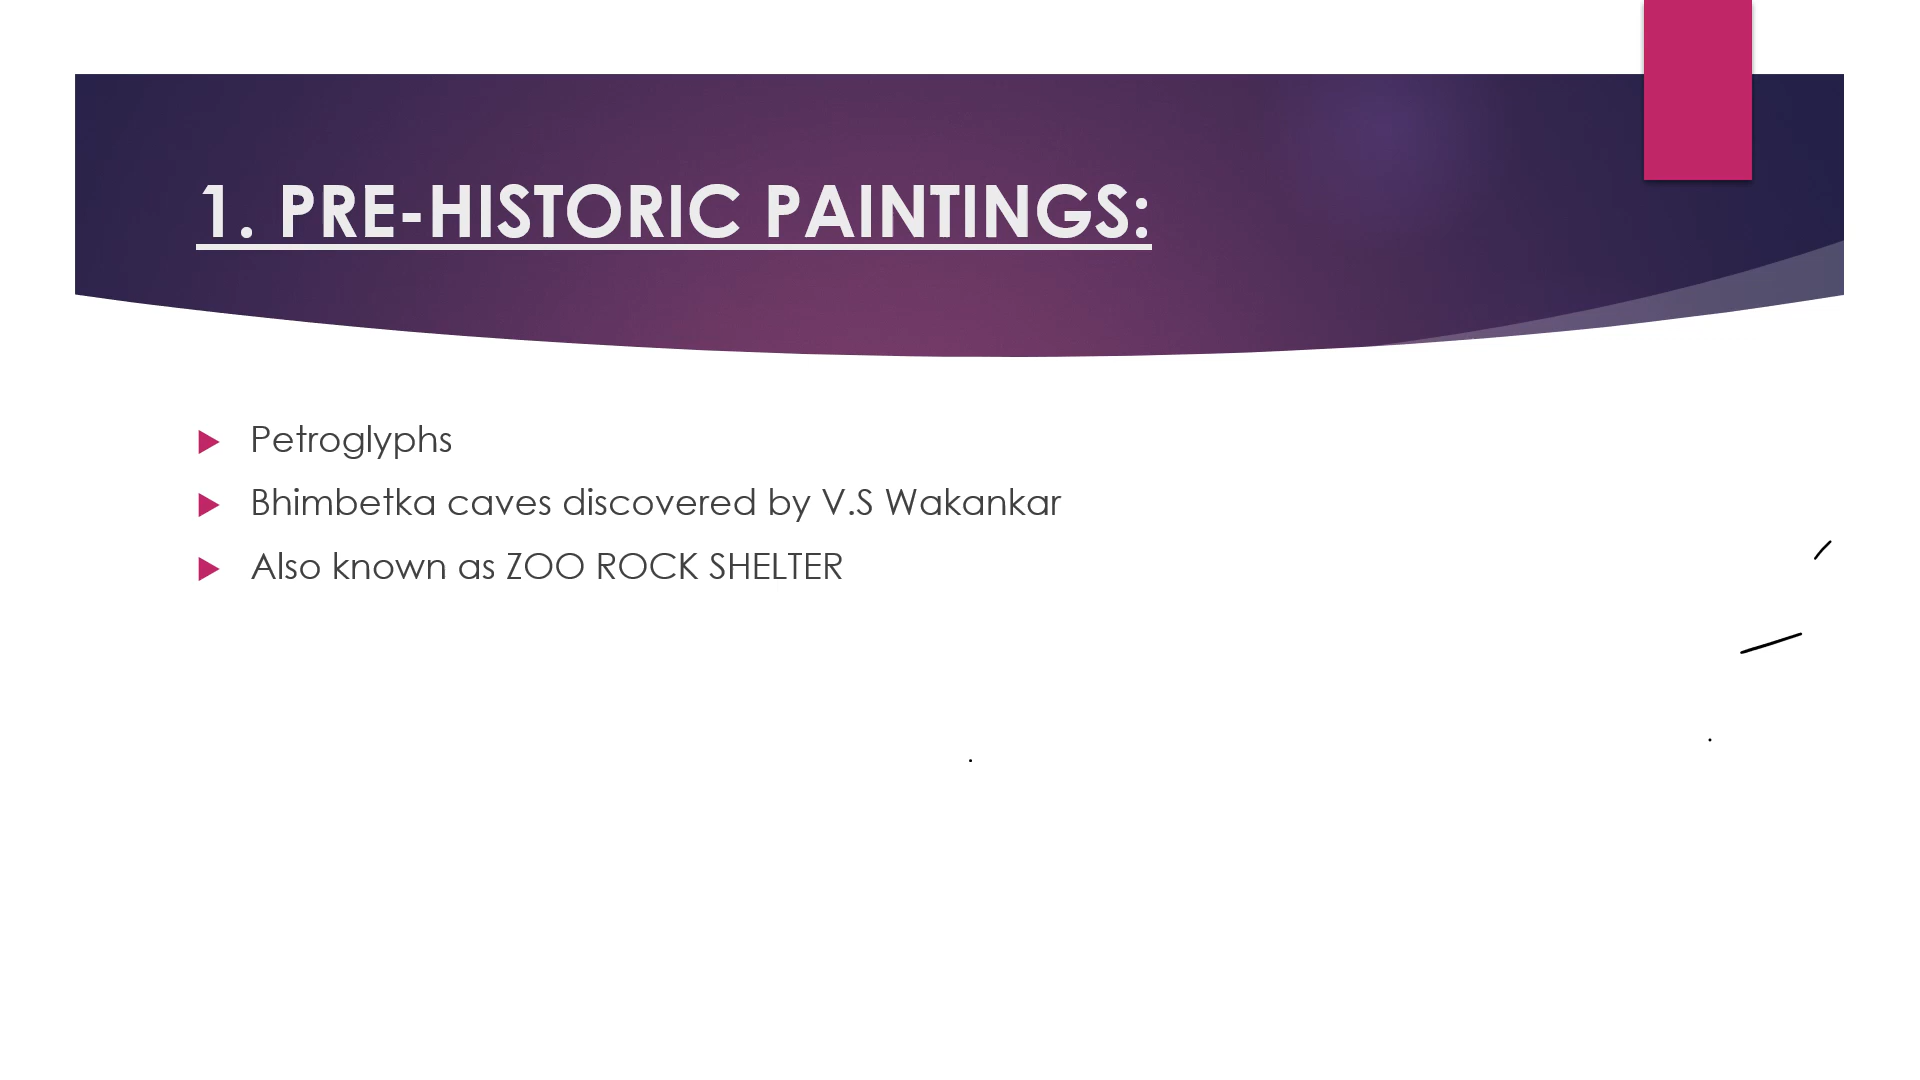 1. PRE-HISTORIC PAINTINGS:
Petroglyphs
Bhimbetka caves discovered by V.S Wakankar
Also known as ZOO ROCK SHELTER